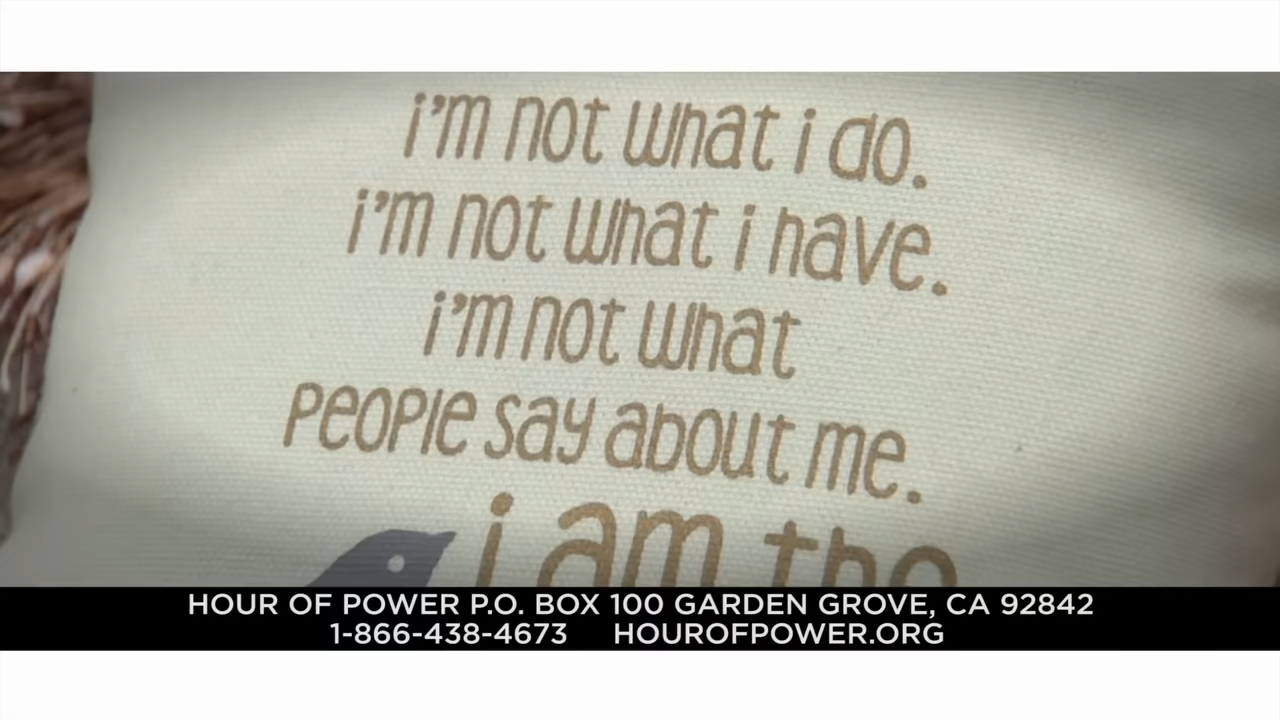 i'm not what i do.
i'm not what i have.
i'm not what
people say about me.
i am the
HOUR OF POWER P.O. BOX 100 GARDEN GROVE, CA 92842
1-866-438-4673 HOUROFPOWER.ORG